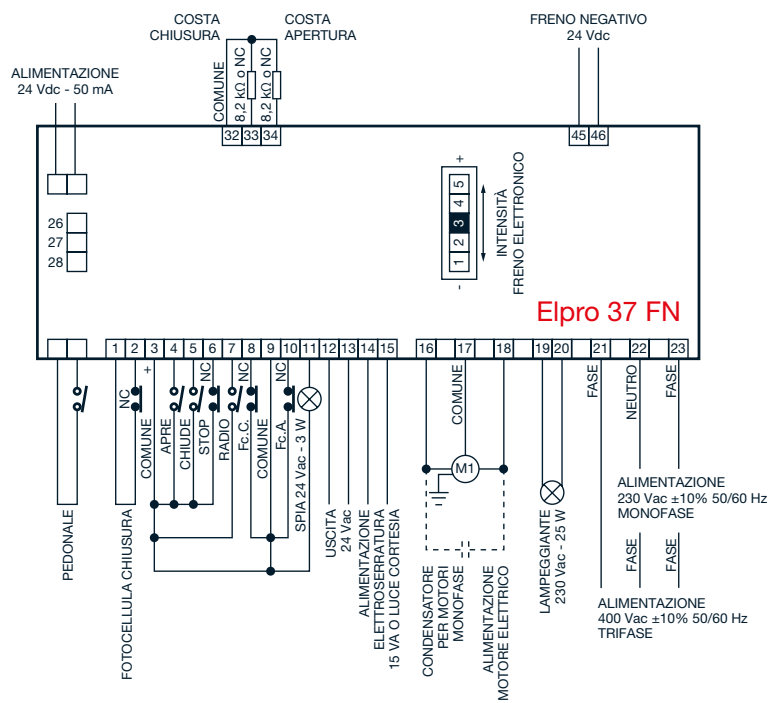 COSTA
CHIUSURA
COSTA
APERTURA
FRENO NEGATIVO
24 Vdc
ALIMENTAZIONE
24 Vdc - 50 mA
COMUNE
8,2 kΩ o NC
8,2 kΩ o NC
32 33 34
45 46
+
5
4
3
2
1
-
INTENSITÀ
FRENO ELETTRONICO
26
27
28
Elpro 37 FN
1 2 3 4 5 6 7 8 9 10 11 12 13 14 15 16 17 18 19 20 21 22 23
PEDONALE
NC
FOTOCELLULA CHIUSURA
+
COMUNE
APRE
CHIUDE
NC
STOP
RADIO
NC
Fc.C.
COMUNE
NC
Fc.A.
SPIA 24 Vac - 3 W
USCITA
24 Vac
ALIMENTAZIONE
ELETTROSERRATURA
15 VA O LUCE CORTESIA
COMUNE
M1
CONDENSATORE
PER MOTORI
MONOFASE
ALIMENTAZIONE
MOTORE ELETTRICO
LAMPEGGIANTE
230 Vac - 25 W
FASE
NEUTRO
FASE
ALIMENTAZIONE
230 Vac ±10% 50/60 Hz
MONOFASE
FASE
FASE
ALIMENTAZIONE
400 Vac ±10% 50/60 Hz
TRIFASE